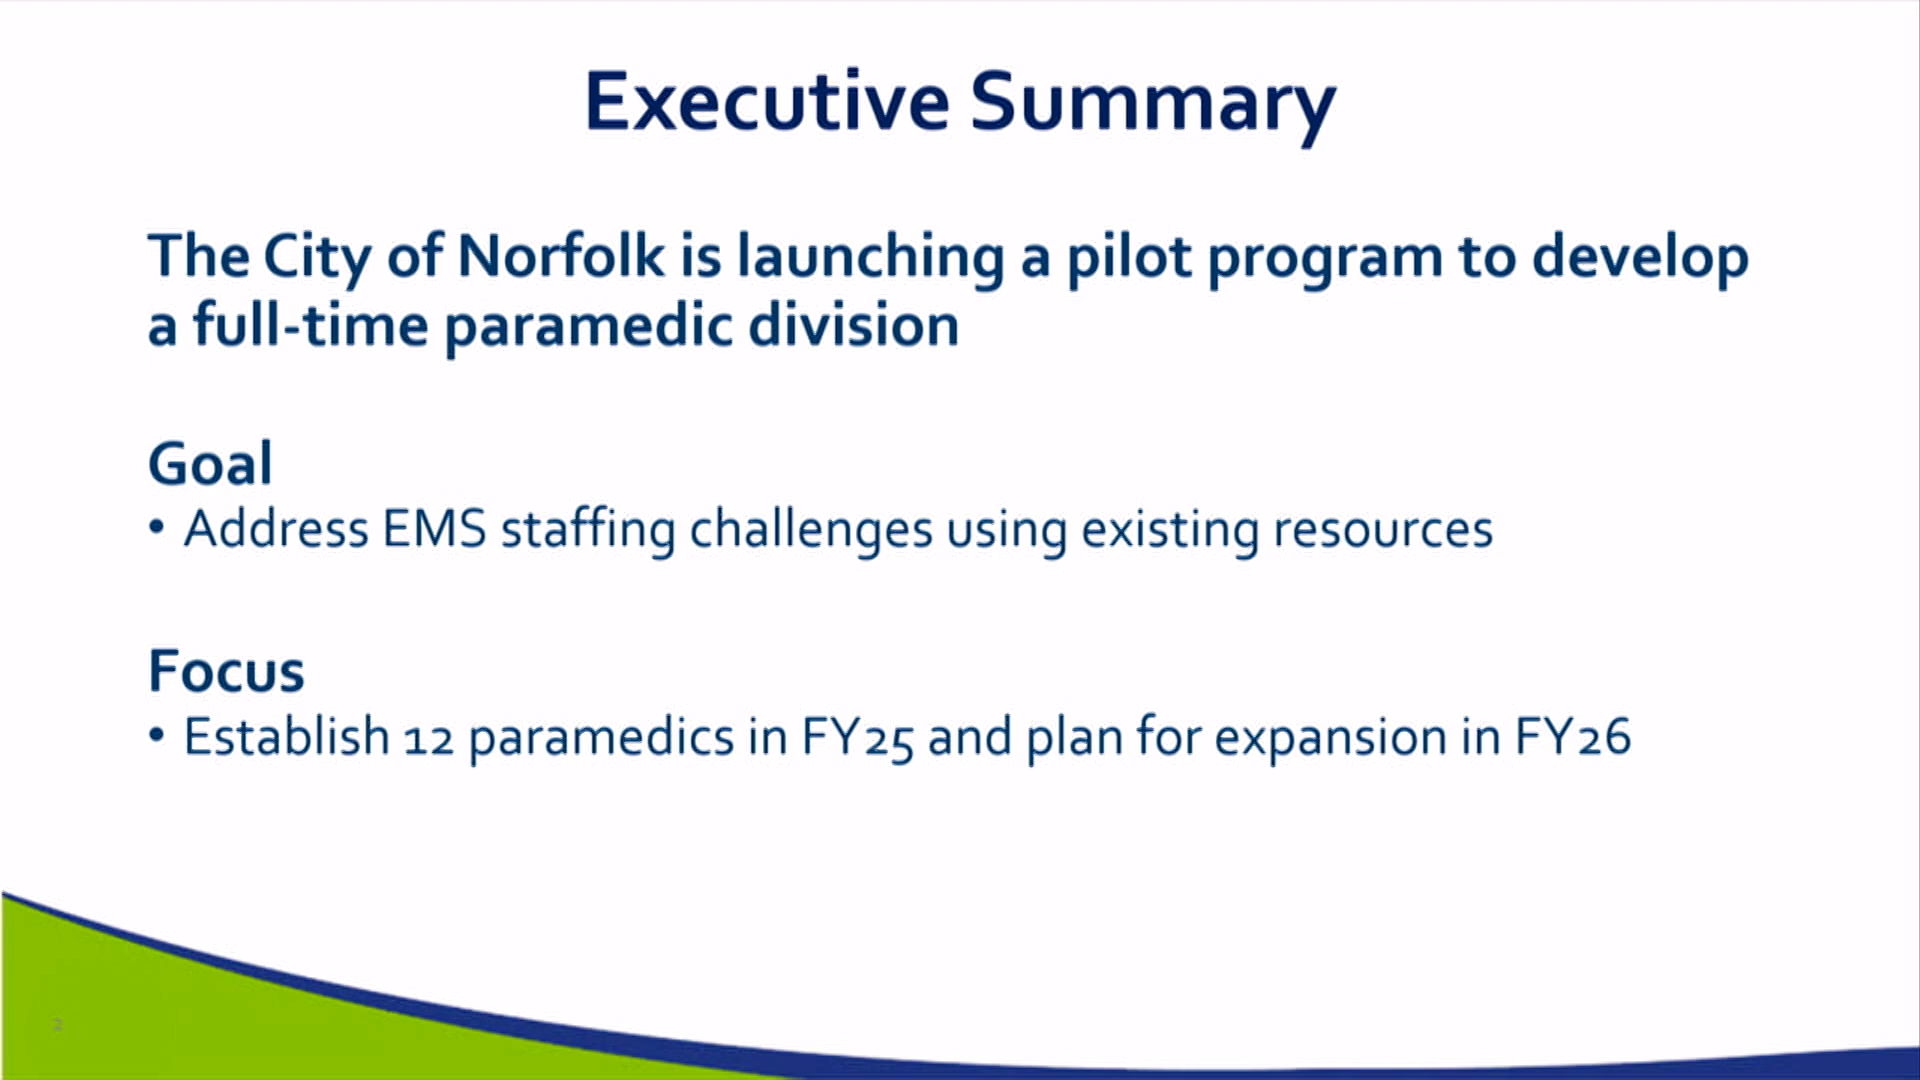 Executive Summary
The City of Norfolk is launching a pilot program to develop
a full-time paramedic division
Goal
• Address EMS staffing challenges using existing resources
Focus
• Establish 12 paramedics in FY25 and plan for expansion in FY26
2